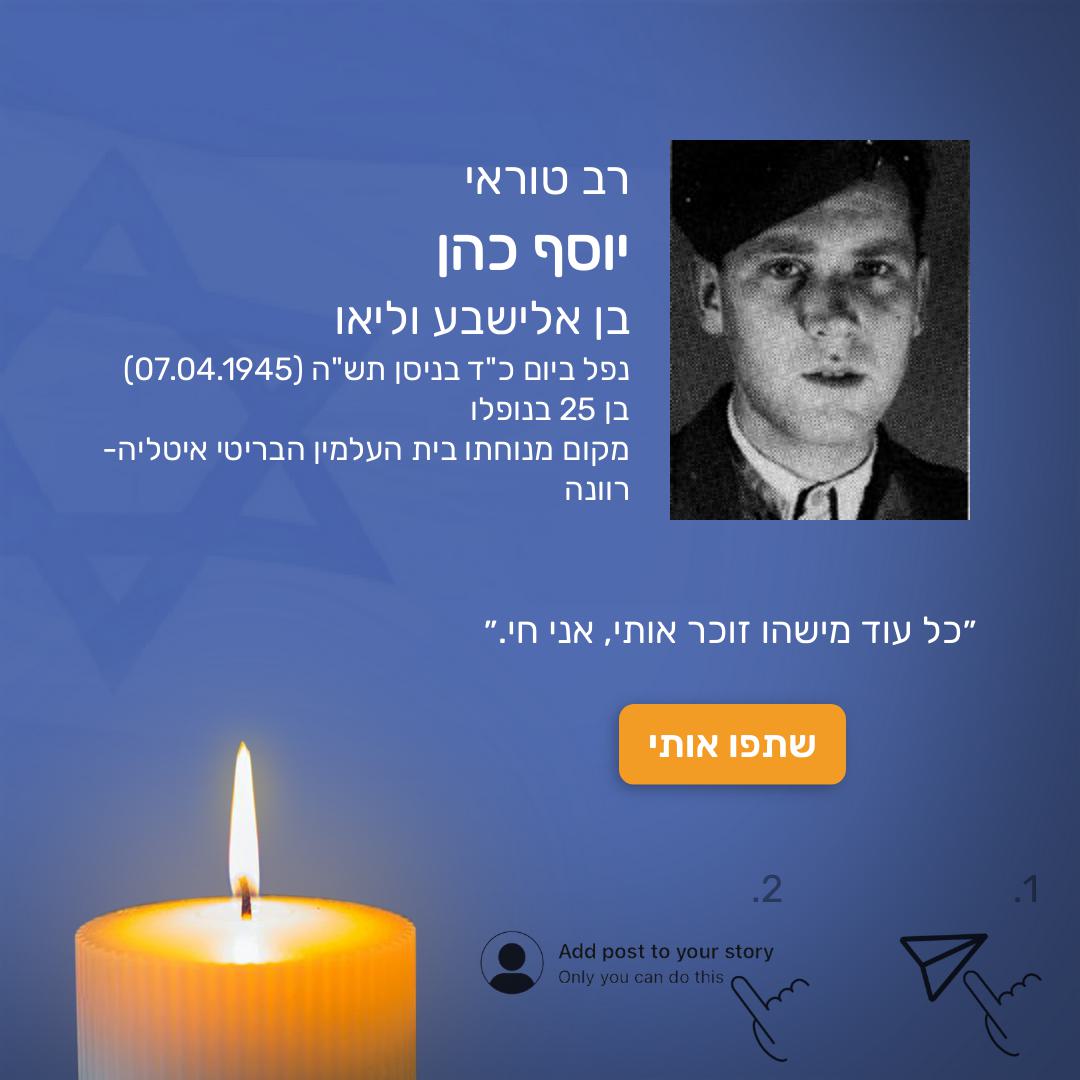 רב טוראי
יוסף כהן
בן אלישבע וליאו
נפל ביום כ"ד בניסן תש"ה (07.04.1945)
בן 25 בנופלו
מקום מנוחתו בית העלמין הבריטי איטליה-
רוונה
״כל עוד מישהו זוכר אותי, אני חי.״
שתפו אותי
1.
2.
Add post to your story
Only you can do this